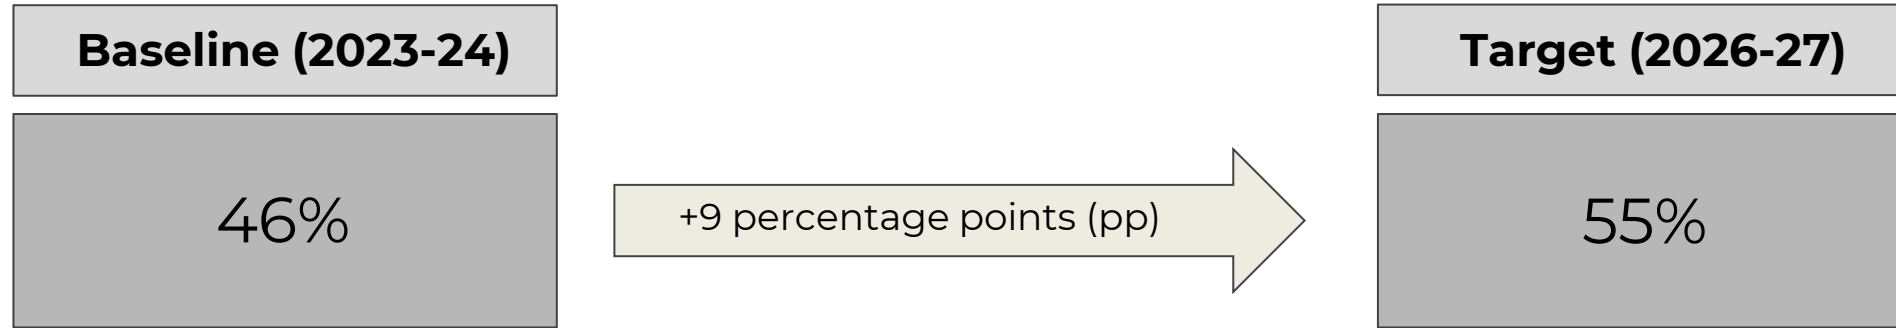 Baseline (2023-24)
Target (2026-27)
46%
+9 percentage points (pp)
55%